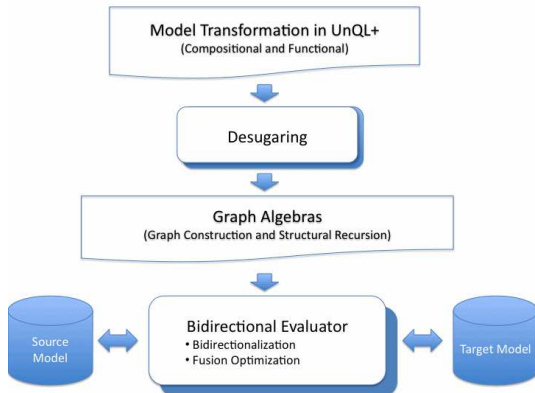 Model Transformation in UnQL+
(Compositional and Functional)
Desugaring
Graph Algebras
(Graph Construction and Structural Recursion)
Source
Model
Bidirectional Evaluator
• Bidirectionalization
• Fusion Optimization
Target Model